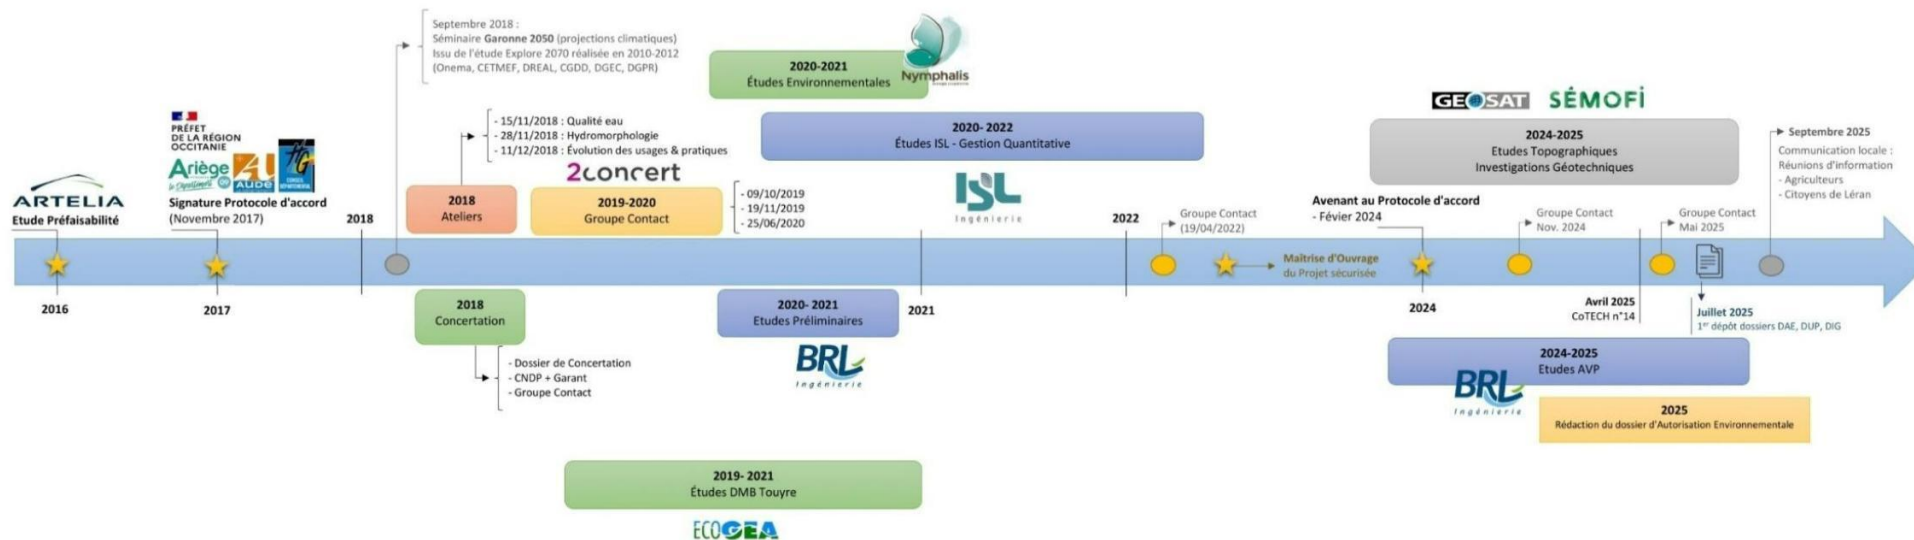 Septembre 2018 :
Séminaire Garonne 2050 (projections climatiques)
Issu de l'étude Explore 2070 réalisée en 2010-2012
(Onema, CETMEF, DREAL, CGDD, DGEC, DGPR)
2020-2021
Études Environnementales
Nymphalis
- 15/11/2018 : Qualité eau
- 28/11/2018 : Hydromorphologie
- 11/12/2018 : Évolution des usages & pratiques
2020- 2022
Études ISL - Gestion Quantitative
GEOSAT
SÉMOFI
2024-2025
Etudes Topographiques
Investigations Géotechniques
Septembre 2025
Communication locale :
Réunions d'information
- Agriculteurs
- Citoyens de Léran
PRÉFET
DE LA RÉGION
OCCITANIE
Ariège
le Département 09
AUDE
HG
CONSEIL
DÉPARTEMENTAL
ARTELIA
Etude Préfaisabilité
Signature Protocole d'accord
(Novembre 2017)
2018
2018
Ateliers
2concert
2019-2020
Groupe Contact
- 09/10/2019
- 19/11/2019
- 25/06/2020
ISL
Ingénierie
2022
Groupe Contact
(19/04/2022)
Avenant au Protocole d'accord
- Févier 2024
Groupe Contact
Nov. 2024
Groupe Contact
Mai 2025
Maîtrise d'Ouvrage
du Projet sécurisée
2016
2017
2018
Concertation
- Dossier de Concertation
- CNDP + Garant
- Groupe Contact
2020- 2021
Etudes Préliminaires
BRL
Ingénierie
2021
2024
Avril 2025
CoTECH n°14
Juillet 2025
1er dépôt dossiers DAE, DUP, DIG
2024-2025
Etudes AVP
BRL
Ingénierie
2025
Rédaction du dossier d'Autorisation Environnementale
2019- 2021
Études DMB Touyre
ECOGEA